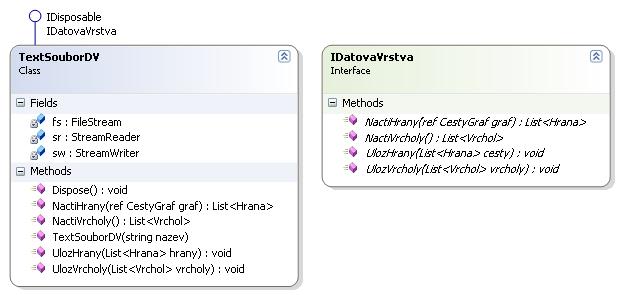 IDisposable
IDatovaVrstva
TextSouborDV
Class
Fields
fs : FileStream
sr : StreamReader
sw : StreamWriter
Methods
Dispose() : void
NactiHrany(ref CestyGraf graf) : List<Hrana>
NactiVrcholy() : List<Vrchol>
TextSouborDV(string nazev)
UlozHrany(List<Hrana> hrany) : void
UlozVrcholy(List<Vrchol> vrcholy) : void
IDatovaVrstva
Interface
Methods
NactiHrany(ref CestyGraf graf) : List<Hrana>
NactiVrcholy() : List<Vrchol>
UlozHrany(List<Hrana> cesty) : void
UlozVrcholy(List<Vrchol> vrcholy) : void